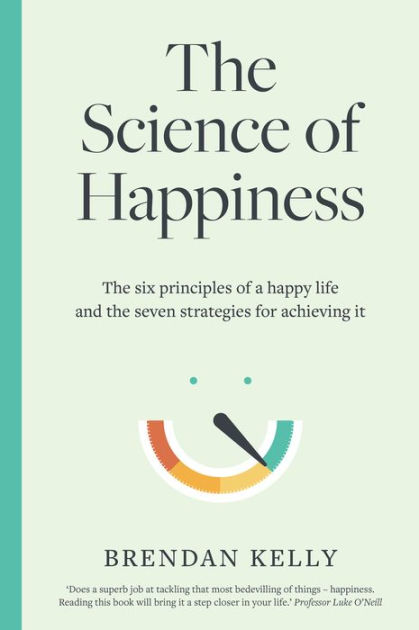 The
Science of
Happiness
The six principles of a happy life
and the seven strategies for achieving it
BRENDAN KELLY
‘Does a superb job at tackling that most bedevilling of things – happiness.
Reading this book will bring it a step closer in your life.’ Professor Luke O’Neill